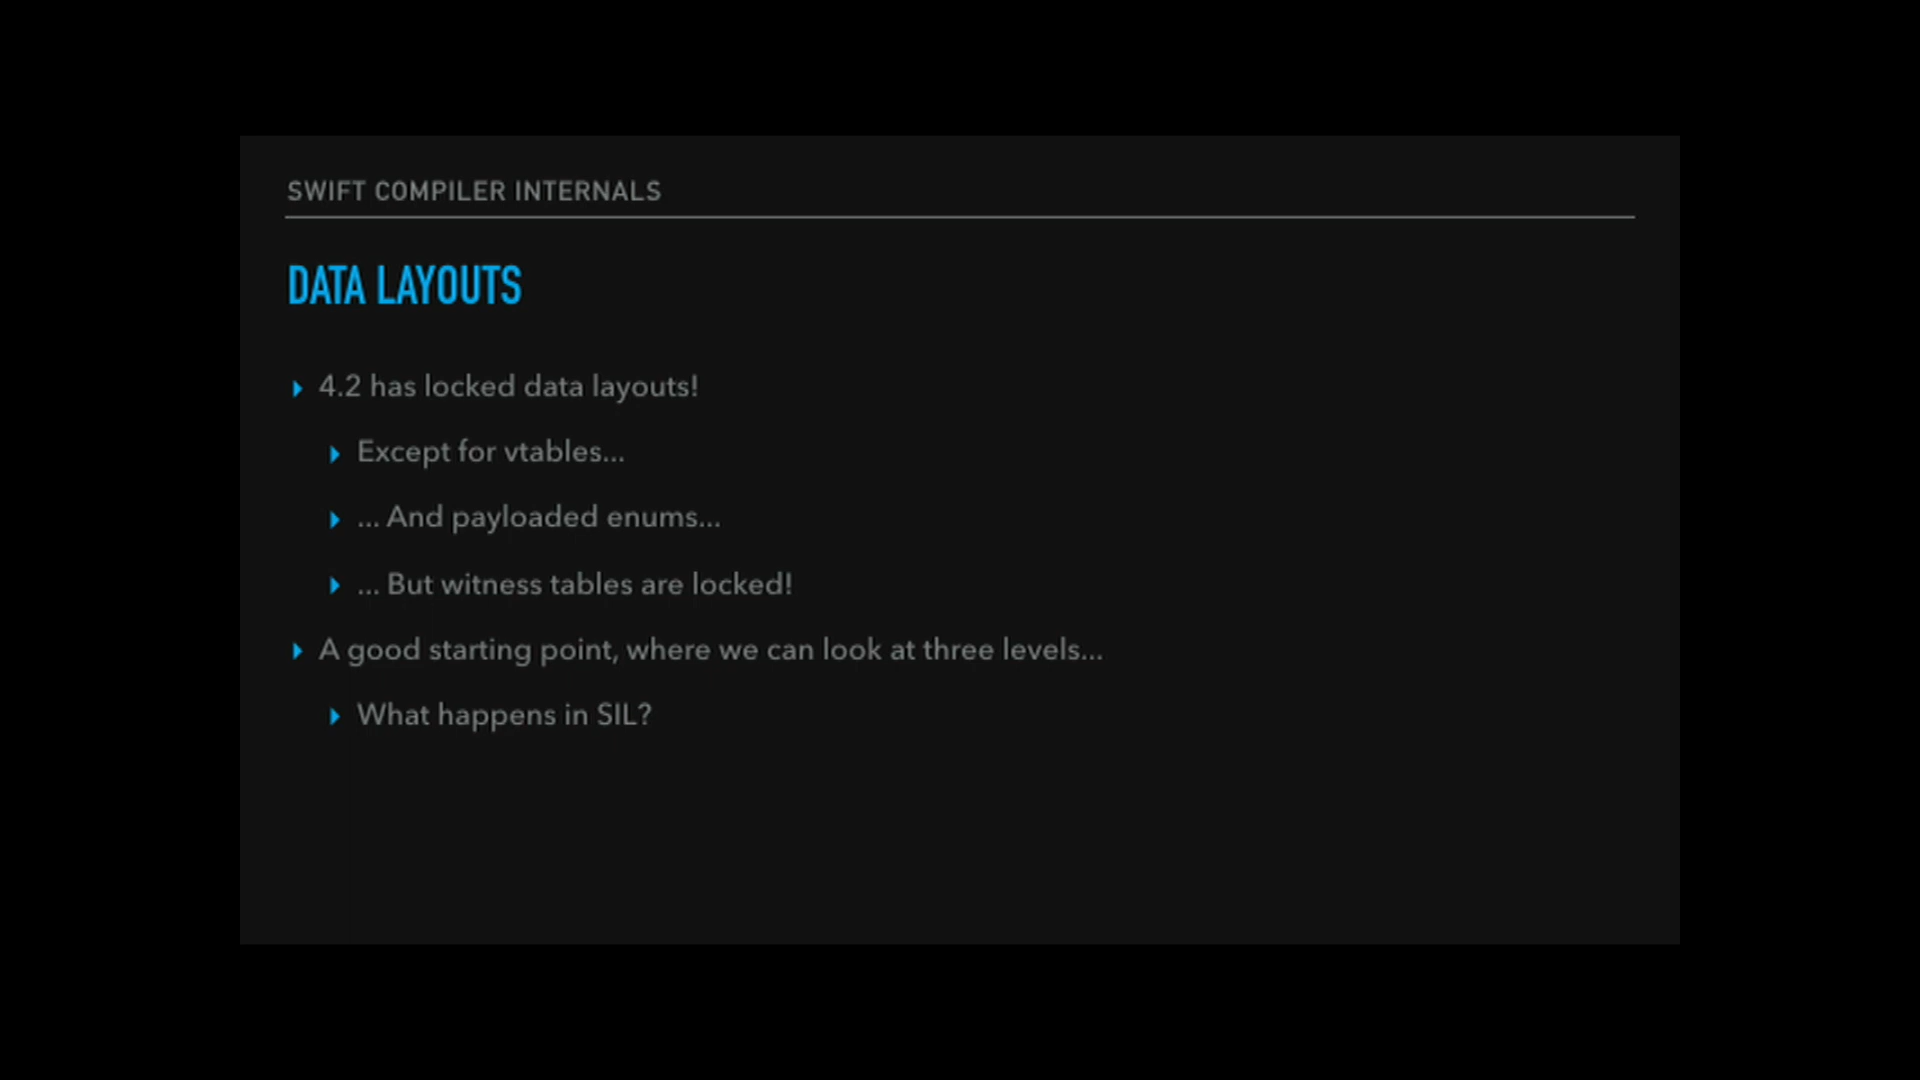 SWIFT COMPILER INTERNALS
DATA LAYOUTS
4.2 has locked data layouts!
Except for vtables...
... And payloaded enums...
... But witness tables are locked!
A good starting point, where we can look at three levels...
What happens in SIL?